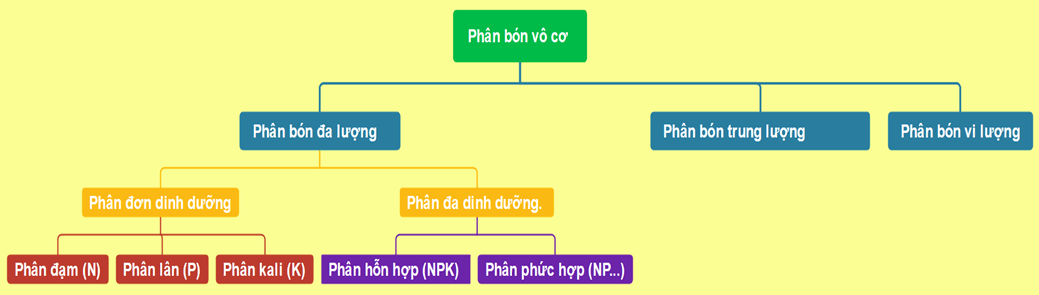 Phân bón vô cơ
Phân bón đa lượng
Phân bón trung lượng
Phân bón vi lượng
Phân đơn dinh dưỡng
Phân đa dinh dưỡng.
Phân đạm (N)
Phân lân (P)
Phân kali (K)
Phân hỗn hợp (NPK)
Phân phức hợp (NP...)